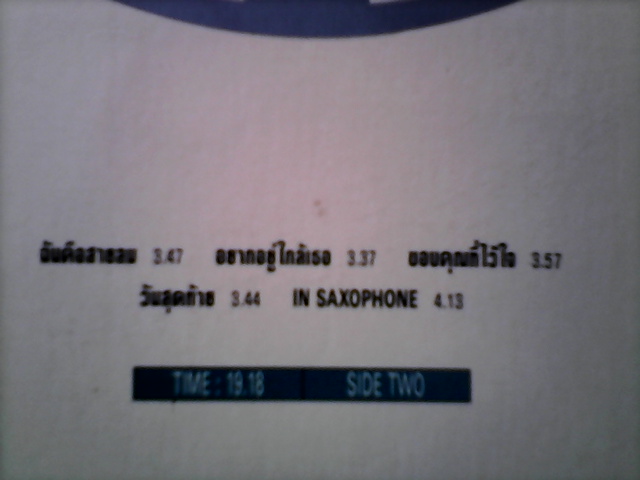 ฉันคือสายลม 3.47 อยากอยู่ใกล้เธอ 3.37 ขอบคุณที่ไว้ใจ 3.57
วันสุดท้าย 3.44 IN SAXOPHONE 4.13
TIME : 19.18 SIDE TWO